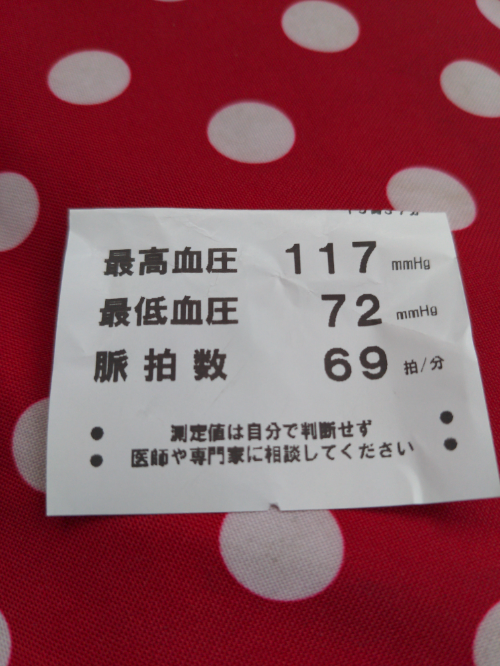 最高血圧 117 mmHg
最低血圧 72 mmHg
脈拍数 69 拍/分
● 測定値は自分で判断せず ●
● 医師や専門家に相談してください ●